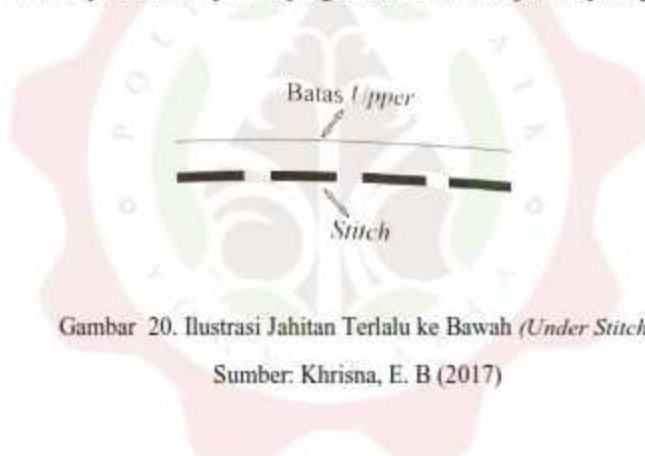 Batas Upper
Stitch
Gambar 20. Ilustrasi Jahitan Terlalu ke Bawah (Under Stitch
Sumber: Khrisna, E. B (2017)